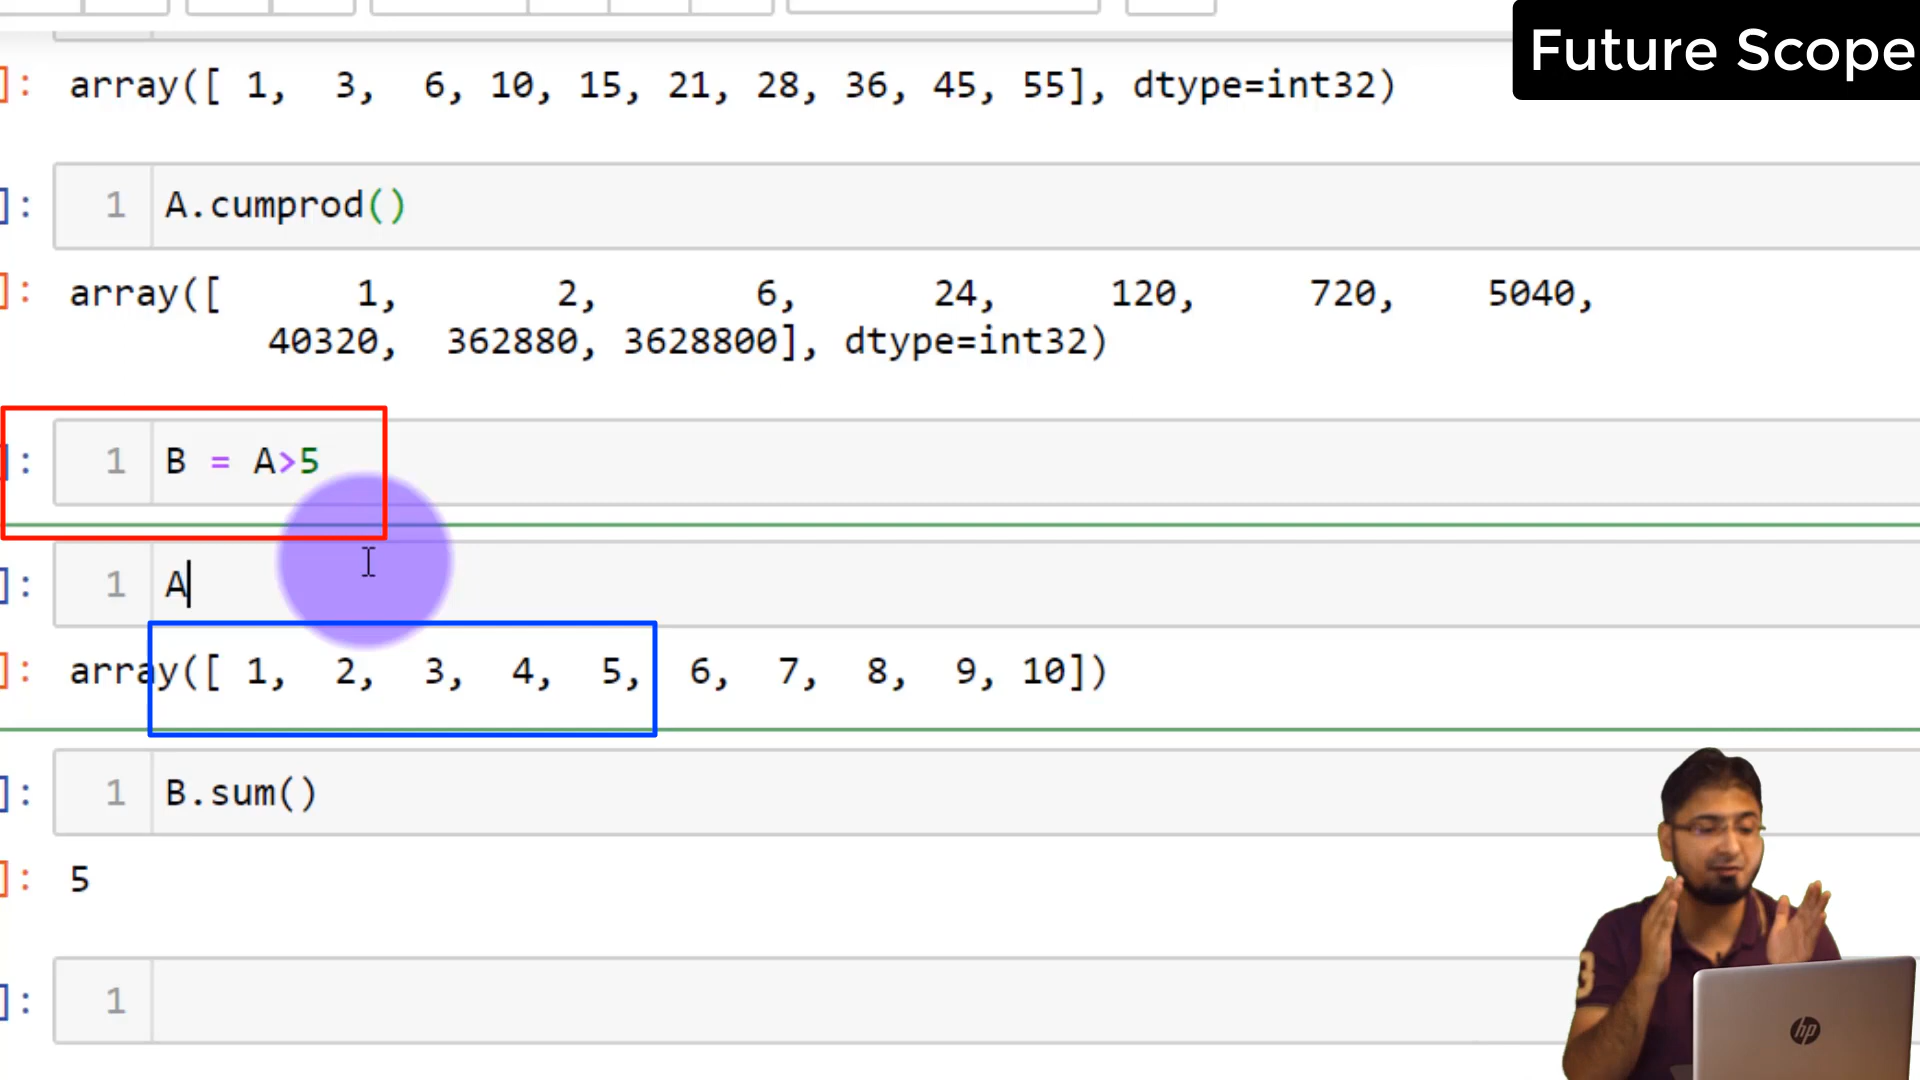 Future Scope
]: array([ 1, 3, 6, 10, 15, 21, 28, 36, 45, 55], dtype=int32)
]: 1 A.cumprod()
]: array([ 1, 2, 6, 24, 120, 720, 5040,
40320, 362880, 3628800], dtype=int32)
]: 1 B = A>5
]: 1 A
]: array([ 1, 2, 3, 4, 5, 6, 7, 8, 9, 10])
]: 1 B.sum()
]: 5
]: 1
3
hp